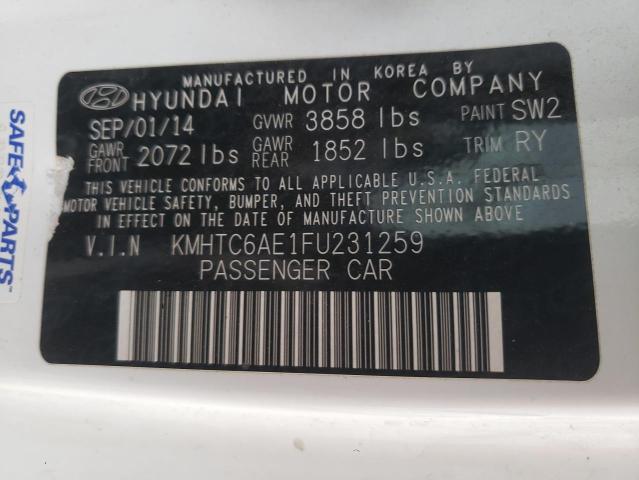 MANUFACTURED IN KOREA BY
HYUNDAI MOTOR COMPANY
SEP/01/14 GVWR 3858 lbs PAINT SW2
GAWR FRONT 2072 lbs GAWR REAR 1852 lbs TRIM RY
THIS VEHICLE CONFORMS TO ALL APPLICABLE U.S.A. FEDERAL
MOTOR VEHICLE SAFETY, BUMPER, AND THEFT PREVENTION STANDARDS
IN EFFECT ON THE DATE OF MANUFACTURE SHOWN ABOVE
V.I.N KMHTC6AE1FU231259
PASSENGER CAR
SAFE PARTS